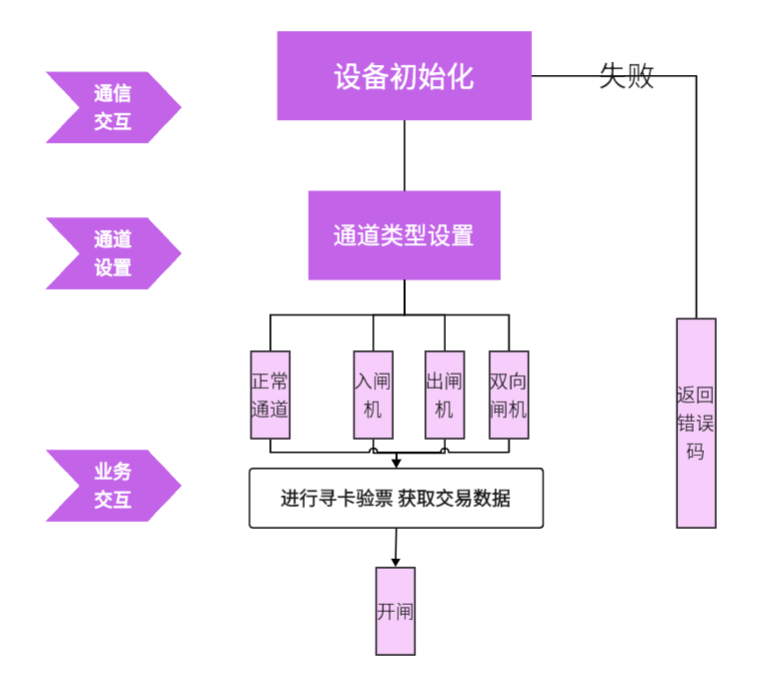 设备初始化
失败
通信
交互
通道类型设置
通道
设置
正常
通道
入闸
机
出闸
机
双向
闸机
返回
错误
码
业务
交互
进行寻卡验票 获取交易数据
开闸